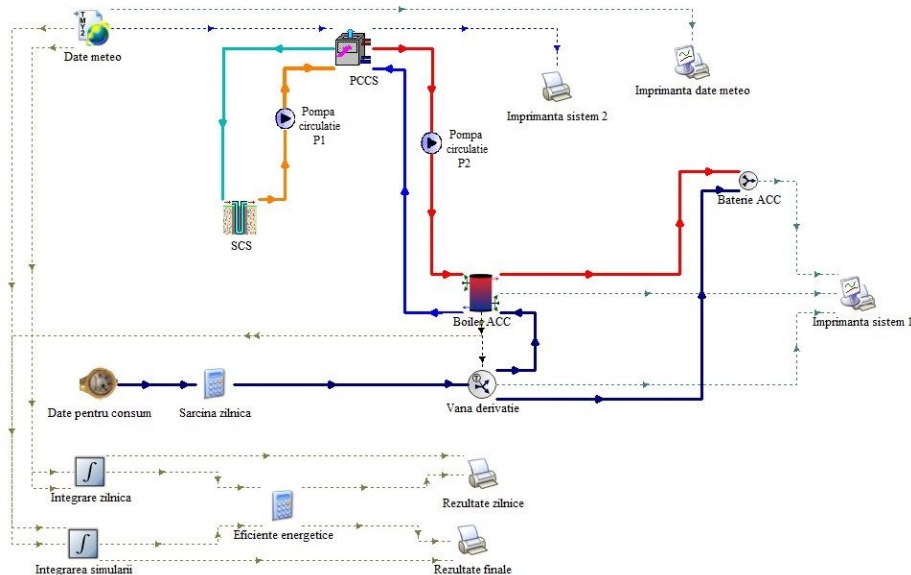 TMY2
Date meteo
PCCS
Imprimanta sistem 2
Imprimanta date meteo
Pompa
circulatie
P1
Pompa
circulatie
P2
Baterie ACC
SCS
Boiler ACC
Imprimanta sistem 1
Date pentru consum
Sarcina zilnica
Vana derivatie
Integrare zilnica
Eficiente energetice
Rezultate zilnice
Integrarea simularii
Rezultate finale